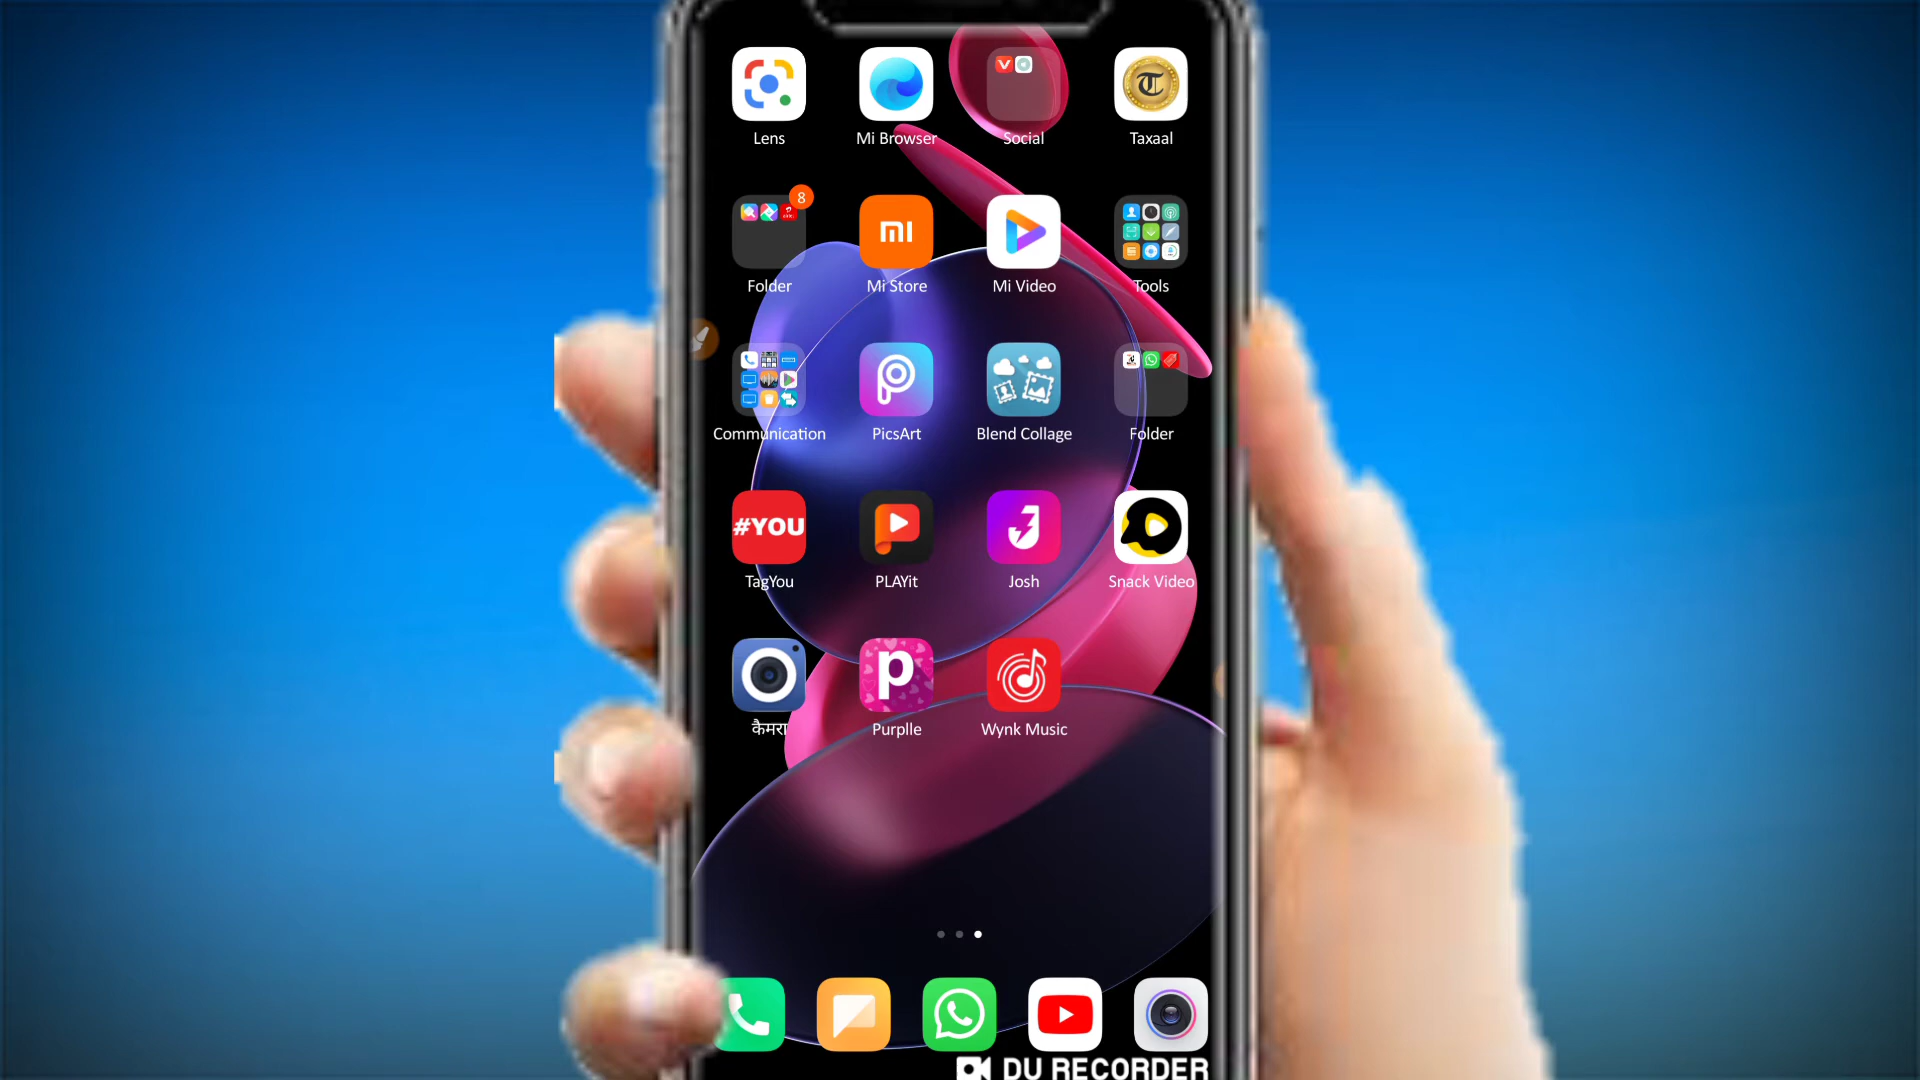 Lens
Mi Browser
Social
Taxaal
8
Folder
Mi Store
Mi Video
Tools
Communication
PicsArt
Blend Collage
Folder
#YOU
TagYou
PLAYit
Josh
Snack Video
कैमरा
Purplle
Wynk Music
DU RECORDER